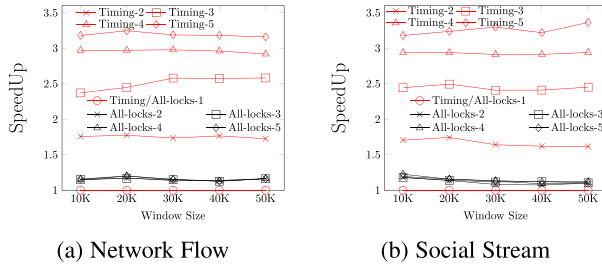 3.5
3
2.5
2
1.5
1
SpeedUp
Timing-2 Timing-3
Timing-4 Timing-5
Timing/All-locks-1
All-locks-2 All-locks-3
All-locks-4 All-locks-5
10K 20K 30K 40K 50K
Window Size
(a) Network Flow
3.5
3
2.5
2
1.5
1
SpeedUp
Timing-2 Timing-3
Timing-4 Timing-5
Timing/All-locks-1
All-locks-2 All-locks-3
All-locks-4 All-locks-5
10K 20K 30K 40K 50K
Window Size
(b) Social Stream